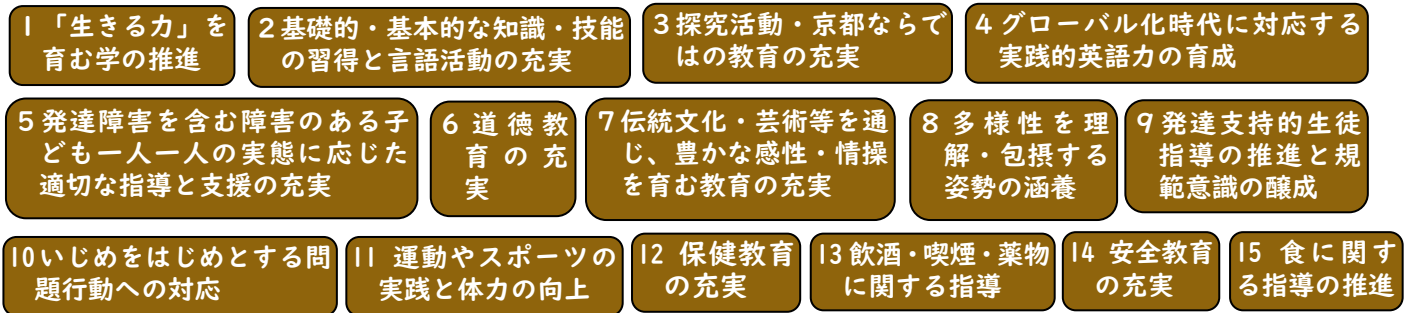 1「生きる力」を
育む学の推進
2基礎的・基本的な知識・技能
の習得と言語活動の充実
3探究活動・京都ならで
はの教育の充実
4グローバル化時代に対応する
実践的英語力の育成
5発達障害を含む障害のある子
ども一人一人の実態に応じた
適切な指導と支援の充実
6道徳教
育の充
実
7伝統文化・芸術等を通
じ、豊かな感性・情操
を育む教育の充実
8多様性を理
解・包摂する
姿勢の涵養
9発達支持的生徒
指導の推進と規
範意識の醸成
10いじめをはじめとする問
題行動への対応
11 運動やスポーツの
実践と体力の向上
12 保健教育
の充実
13飲酒・喫煙・薬物
に関する指導
14 安全教育
の充実
15 食に関す
る指導の推進